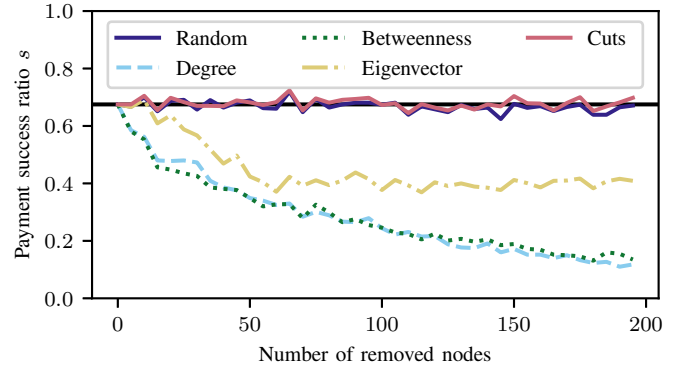 Payment success ratio s
1.0
0.8
0.6
0.4
0.2
0.0
Random
Degree
Betweenness
Eigenvector
Cuts
0
50
100
150
200
Number of removed nodes